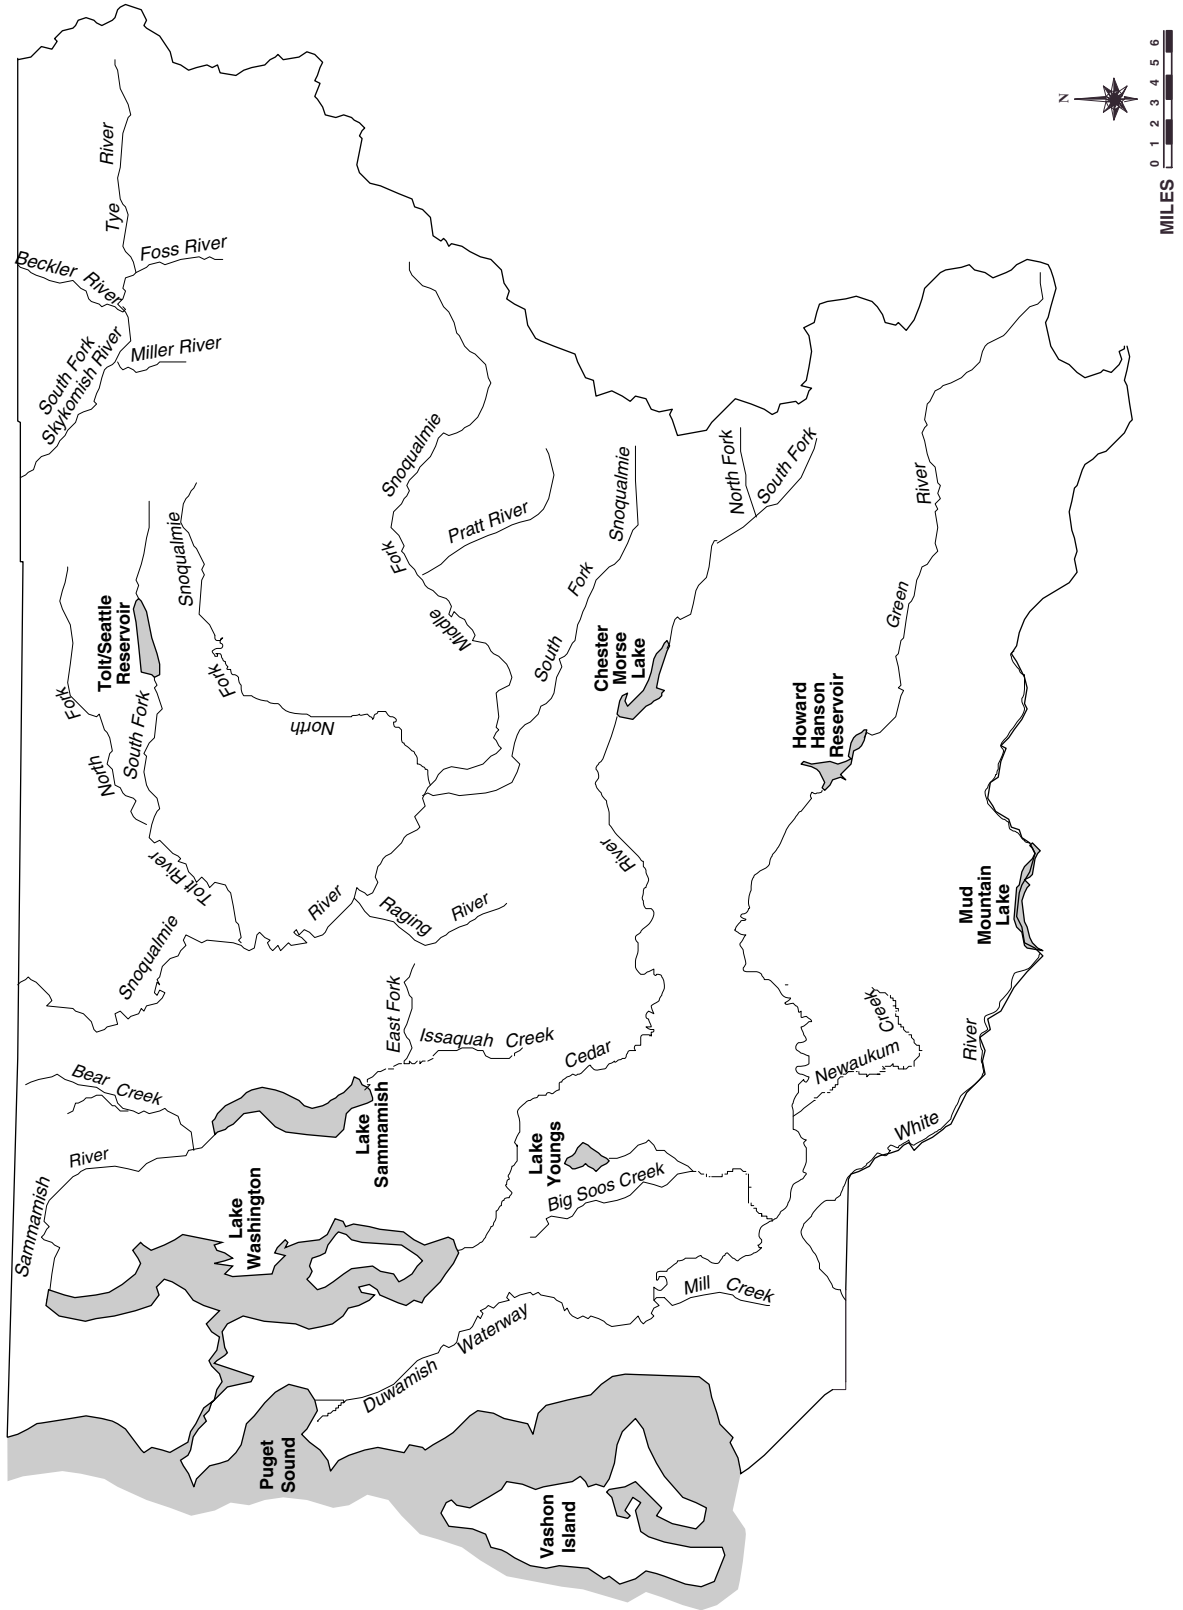 Beckler River
Tye River
Foss River
South Fork
Skykomish River
Miller River
Snoqualmie
Fork
Middle
Pratt River
Snoqualmie
Fork
South
Snoqualmie
Fork
North
Tolt/Seattle
Reservoir
Fork
North
South Fork
Tolt River
Snoqualmie
River
Raging River
Chester
Morse
Lake
North Fork
South Fork
River
Cedar
Howard
Hanson
Reservoir
Green
River
Mud
Mountain
Lake
White
River
Newaukum Creek
East Fork
Issaquah Creek
Bear Creek
Lake
Sammamish
Sammamish River
Lake
Washington
Lake
Youngs
Big Soos Creek
Mill Creek
Duwamish Waterway
Puget
Sound
Vashon
Island
N
MILES
0 1 2 3 4 5 6